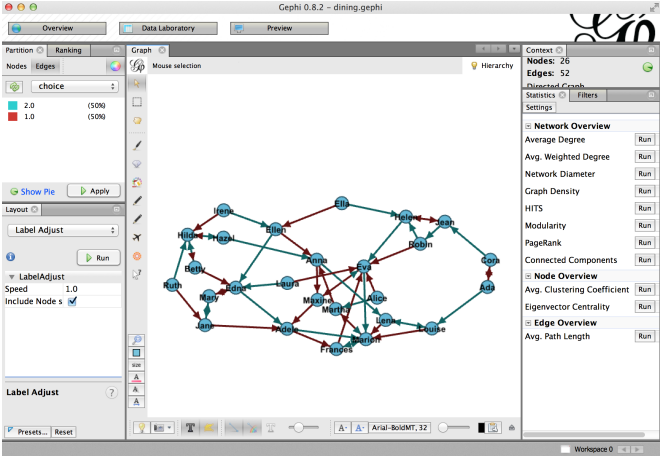 Gephi 0.8.2 - dining.gephi
Overview
Data Laboratory
Preview
Partition
Ranking
Nodes Edges
choice
2.0 (50%)
1.0 (50%)
Show Pie
Apply
Layout
Label Adjust
Run
LabelAdjust
Speed 1.0
Include Node s
Label Adjust
?
Presets... Reset
Graph
Mouse selection
Hierarchy
SIZE
Irene
Ella
Helen
Jean
Hilda
Hazel
Ellen
Robin
Betty
Anna
Eva
Cora
Ruth
Edna
Laura
Ada
Mary
Maxine
Alice
Martha
Jane
Adele
Lena
Louise
Marion
Frances
T
T
A- A- Arial-BoldMT, 32
Context
Nodes: 26
Edges: 52
Directed Graph
Statistics
Filters
Settings
Network Overview
Average Degree Run
Avg. Weighted Degree Run
Network Diameter Run
Graph Density Run
HITS Run
Modularity Run
PageRank Run
Connected Components Run
Node Overview
Avg. Clustering Coefficient Run
Eigenvector Centrality Run
Edge Overview
Avg. Path Length Run
Workspace 0